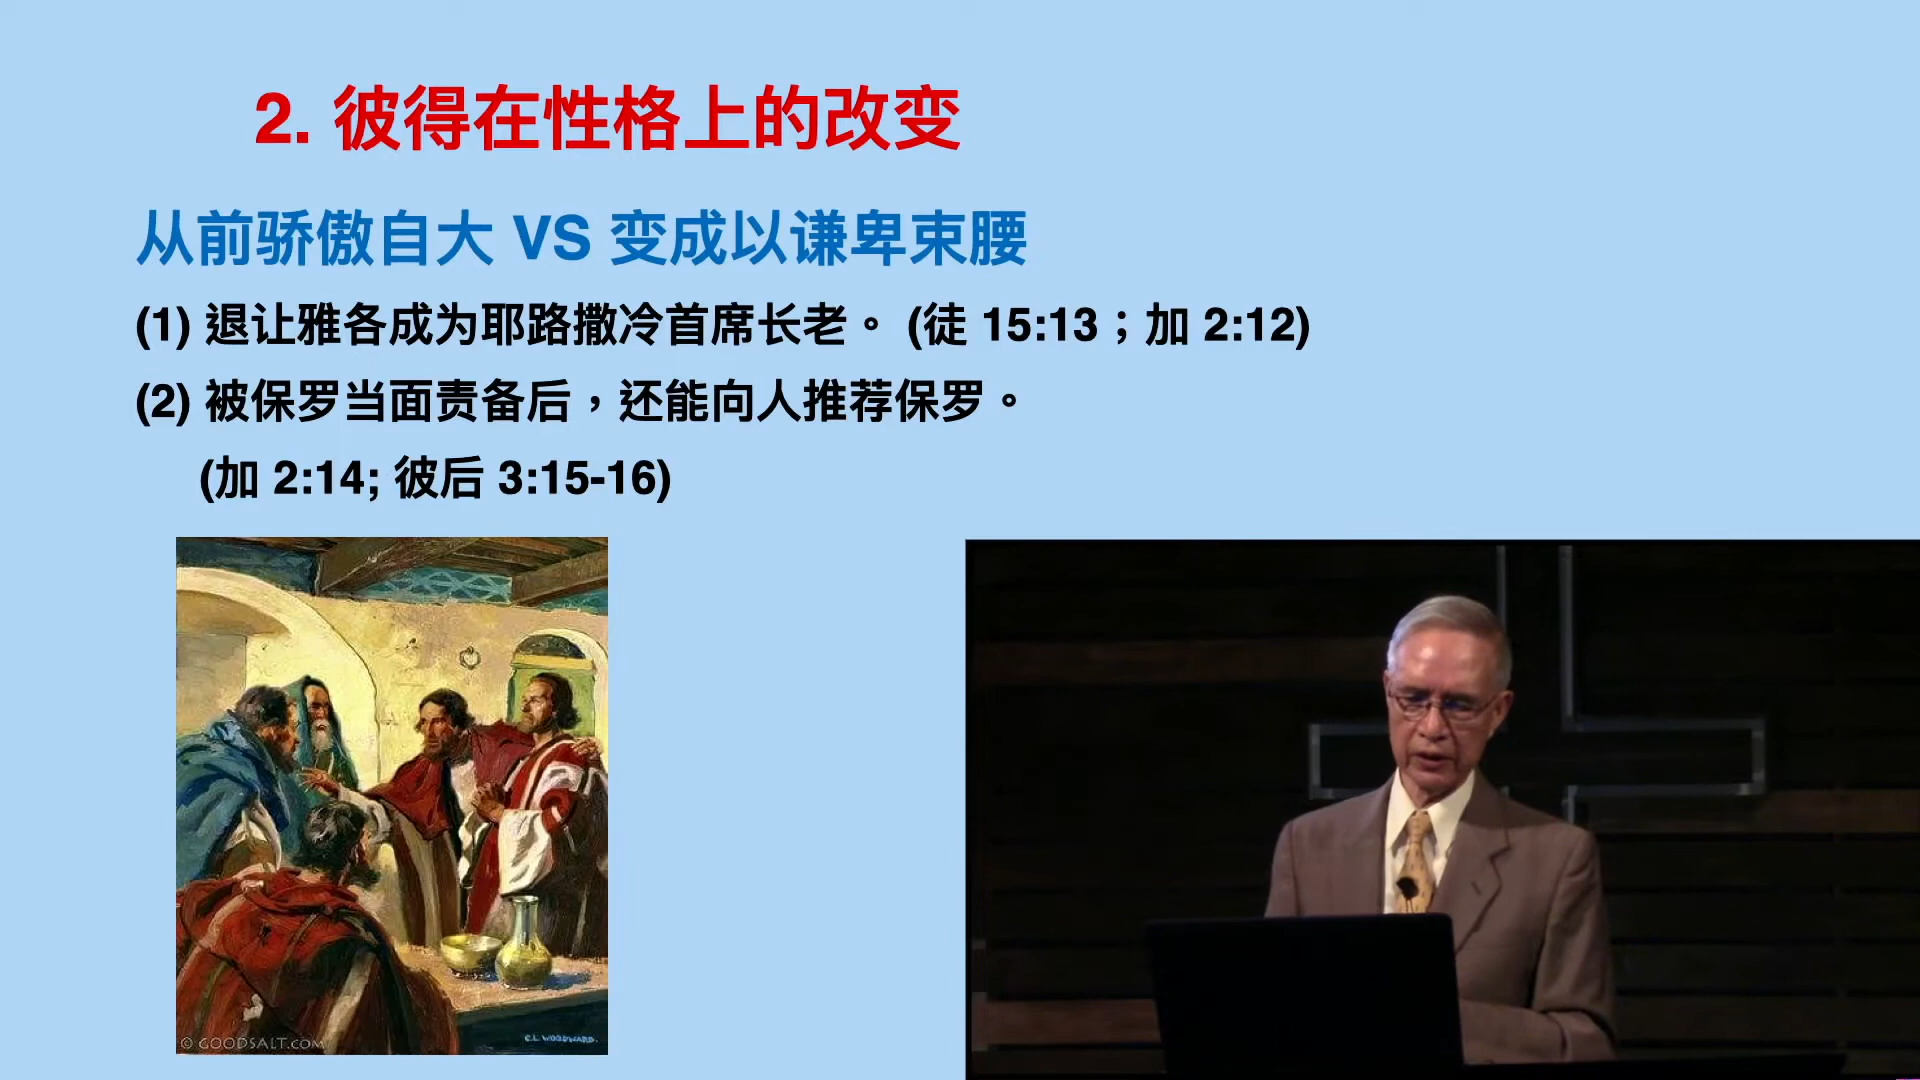 2. 彼得在性格上的改变
从前骄傲自大 VS 变成以谦卑束腰
(1) 退让雅各成为耶路撒冷首席长老。 (徒 15:13；加 2:12)
(2) 被保罗当面责备后，还能向人推荐保罗。
(加 2:14; 彼后 3:15-16)
© GOODSALT.COM
C.L. WOODWARD.